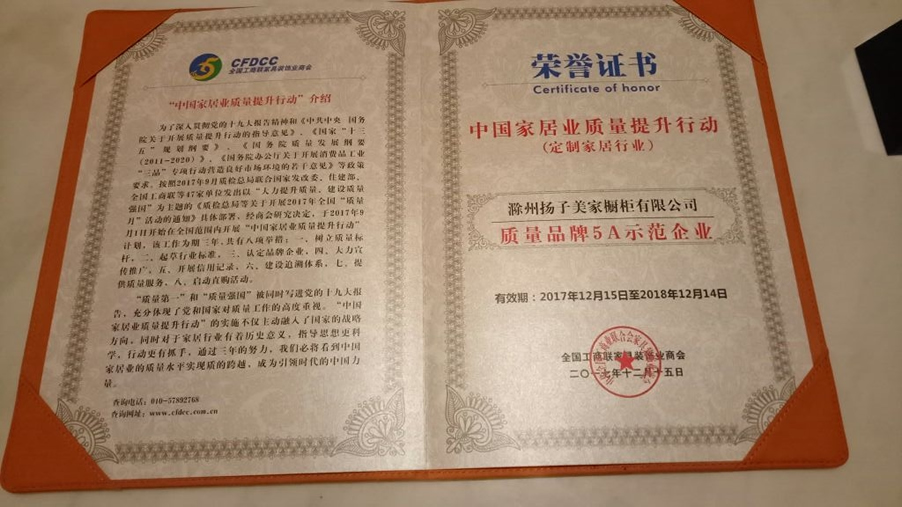 CFDCC
全国工商联家具装饰业商会
“中国家居业质量提升行动”介绍
为了深入贯彻党的十九大报告精神和《中共中央 国务
院关于开展质量提升行动的指导意见》、《国家“十三
五”规划纲要》、《国务院质量发展纲要
（2011-2020）》、《国务院办公厅关于开展消费品工业
“三品”专项行动营造良好市场环境的若干意见》等政策
要求。按照2017年9月质检总局联合国家发改委、住建部、
全国工商联等47家单位发出以“大力提升质量，建设质量
强国”为主题的《质检总局等关于开展2017年全国“质量
月”活动的通知》具体部署，经商会研究决定，于2017年9
月1日开始在全国范围内开展“中国家居业质量提升行动”
计划，该工作为期三年，共有八项举措：一、树立质量标
杆，二、起草行业标准，三、认定品牌企业，四、大力宣
传推广，五、开展信用记录，六、建设追溯体系，七、提
供质量服务，八、启动直购活动。
“质量第一”和“质量强国”被同时写进党的十九大报
告，充分体现了党和国家对质量工作的高度重视。“中国
家居业质量提升行动”的实施不仅主动融入了国家的战略
方向，同时对于家居行业有着历史意义，指导思想更科
学，行动更有抓手，通过三年的努力，我们必将看到中国
家居业的质量水平实现质的跨越，成为引领时代的中国力
量。
查询电话：010-57892768
查询网址：www.cfdcc.com.cn
荣誉证书
Certificate of honor
中国家居业质量提升行动
（定制家居行业）
滁州扬子美家橱柜有限公司
质量品牌5A示范企业
有效期：2017年12月15日至2018年12月14日
全国工商联家具装饰业商会
二〇一七年十二月十五日